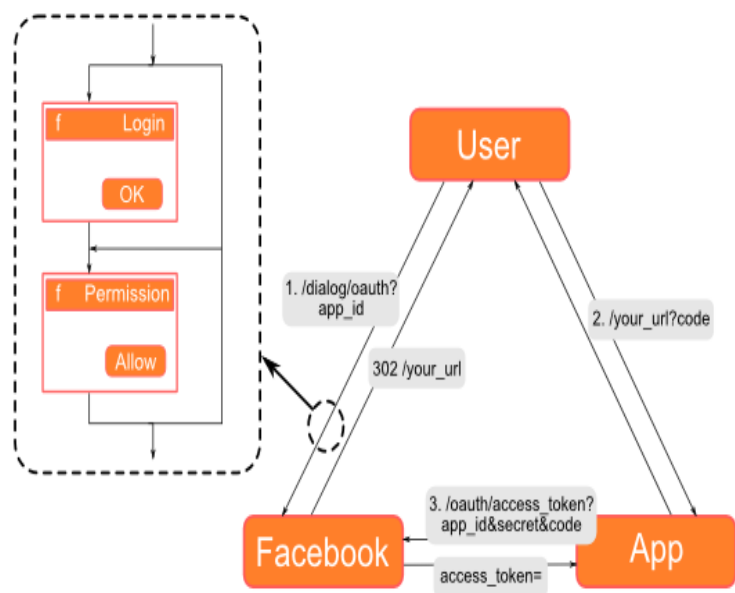 f Login
OK
f Permission
Allow
User
1. /dialog/oauth?
app_id
302 /your_url
2. /your_url?code
3. /oauth/access_token?
app_id&secret&code
Facebook
App
access_token=